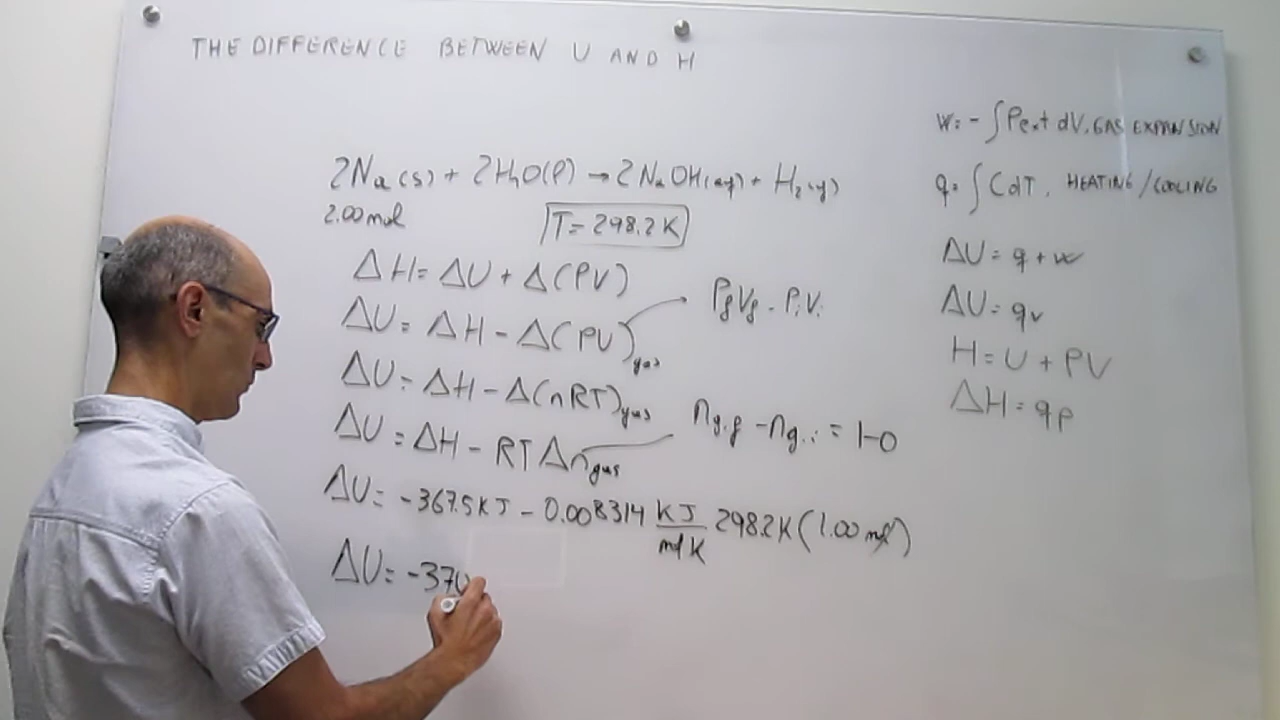 THE DIFFERENCE BETWEEN U AND H
2Na(s) + 2H2O(l) → 2NaOH(aq) + H2(g)
2.00 mol
T = 298.2 K
ΔH = ΔU + Δ(PV)
ΔU = ΔH - Δ(PV)gas
PfVf - PiVi
ΔU = ΔH - Δ(nRT)gas
ΔU = ΔH - RTΔngas
ng,f - ng,i = 1-0
ΔU = -367.5 KJ - 0.008314 KJ/mol K 298.2K (1.00 mol)
ΔU = -370
W = - ∫Pext dV, GAS EXPANSION
q = ∫CdT, HEATING/COOLING
ΔU = q + w
ΔU = qv
H = U + PV
ΔH = qp